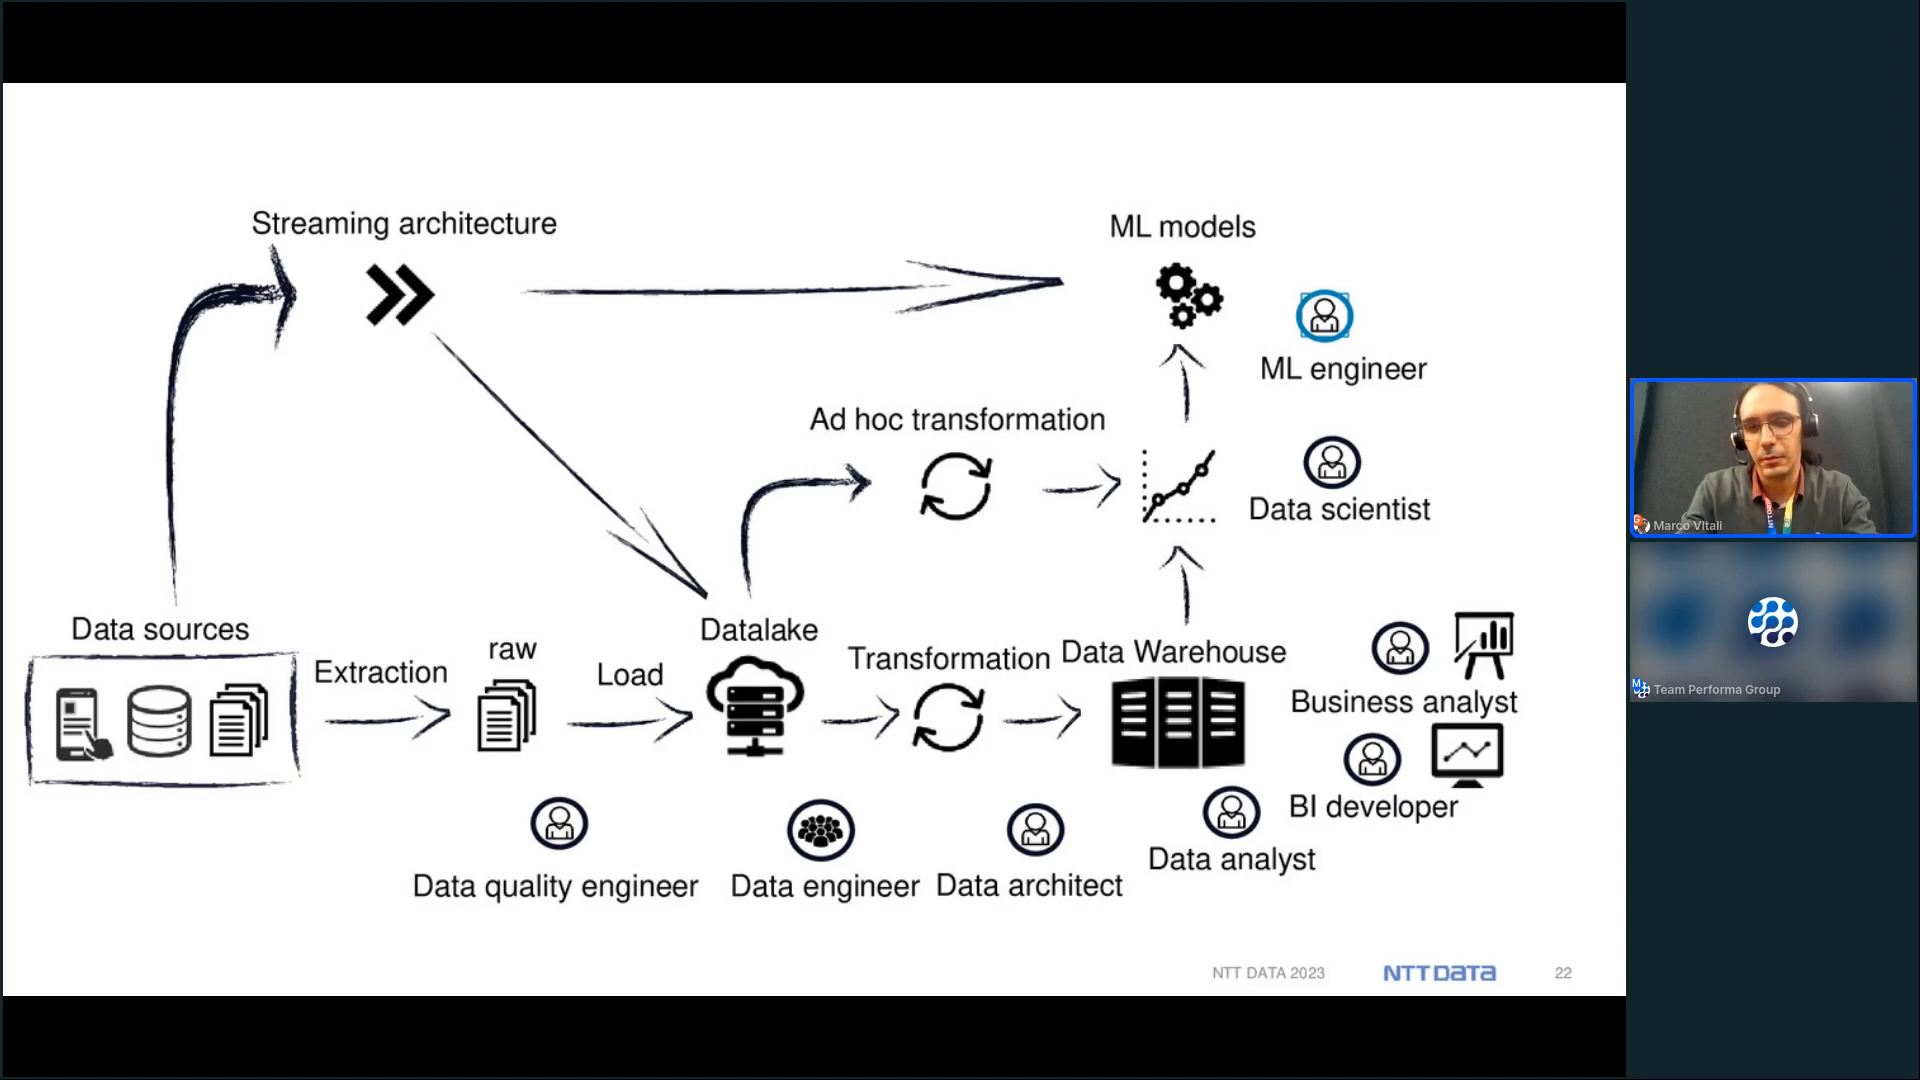 Streaming architecture
ML models
ML engineer
Ad hoc transformation
Data scientist
Data sources
Extraction
raw
Load
Datalake
Transformation
Data Warehouse
Business analyst
BI developer
Data analyst
Data quality engineer
Data engineer
Data architect
NTT DATA 2023
NTT DATA
22
Marco Vitali
Team Performa Group